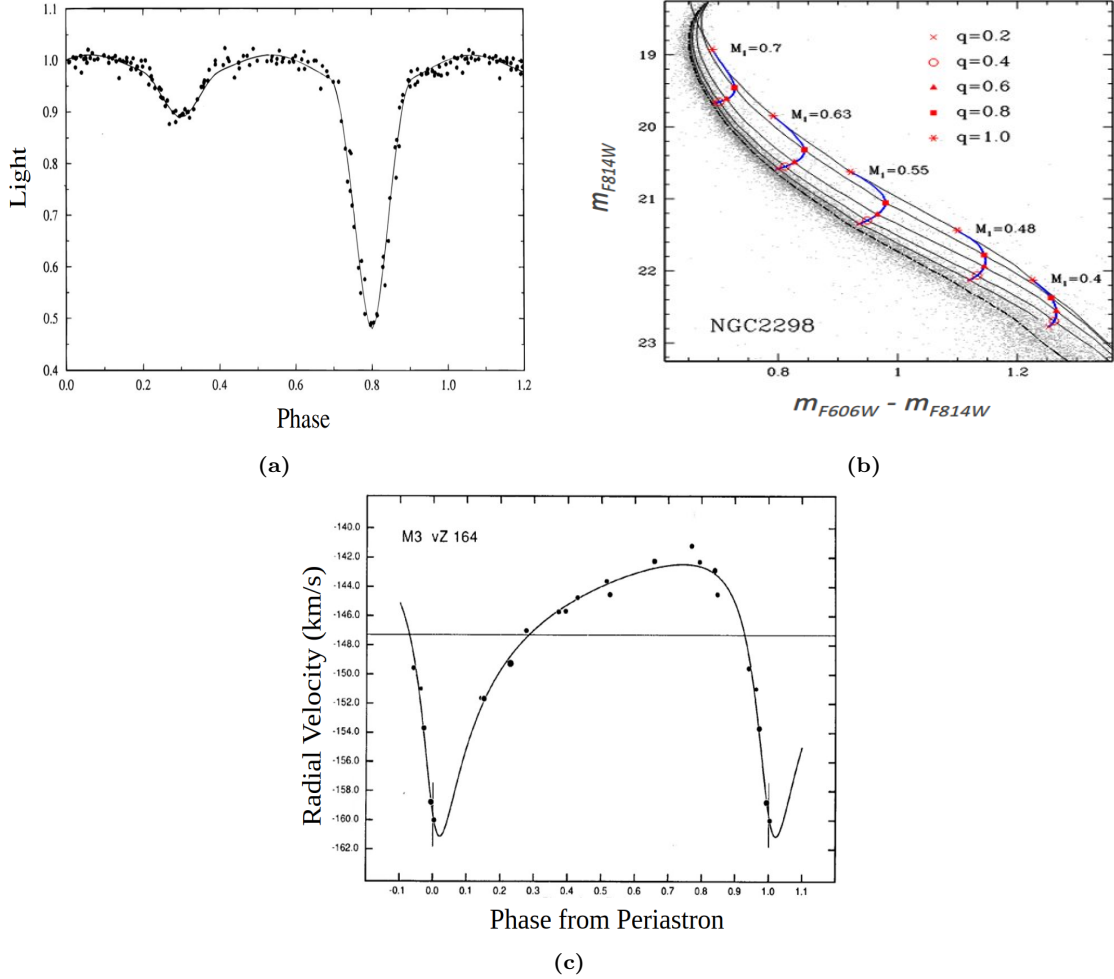 1.1
1.0
0.9
0.8
0.7
0.6
0.5
0.4
Light
0.0 0.2 0.4 0.6 0.8 1.0 1.2
Phase
(a)
19
20
21
22
23
m_F814W
M₁=0.7
M₁=0.63
M₁=0.55
M₁=0.48
M₁=0.4
q=0.2
q=0.4
q=0.6
q=0.8
q=1.0
NGC2298
0.8 1 1.2
m_F606W - m_F814W
(b)
M3 vZ 164
-140.0
-142.0
-144.0
-146.0
-148.0
-150.0
-152.0
-154.0
-156.0
-158.0
-160.0
-162.0
Radial Velocity (km/s)
-0.1 0.0 0.1 0.2 0.3 0.4 0.5 0.6 0.7 0.8 0.9 1.0 1.1
Phase from Periastron
(c)